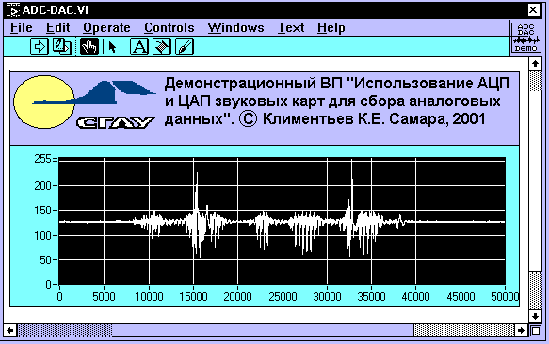 ADC-DAC.VI
File Edit Operate Controls Windows Text Help
ADC
DAC
DEMO.
A
Демонстрационный ВП "Использование АЦП
и ЦАП звуковых карт для сбора аналоговых
данных". © Климентьев К.Е. Самара, 2001
СГАУ
255
200
150
100
50
0
0 5000 10000 15000 20000 25000 30000 35000 40000 45000 50000